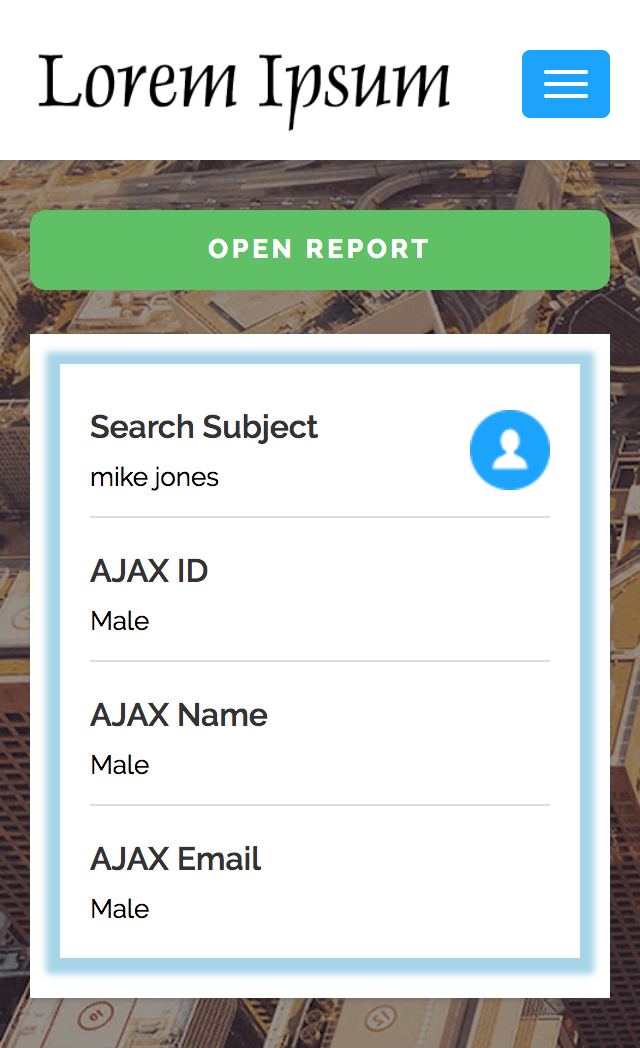 Lorem Ipsum
OPEN REPORT
Search Subject
mike jones
AJAX ID
Male
AJAX Name
Male
AJAX Email
Male